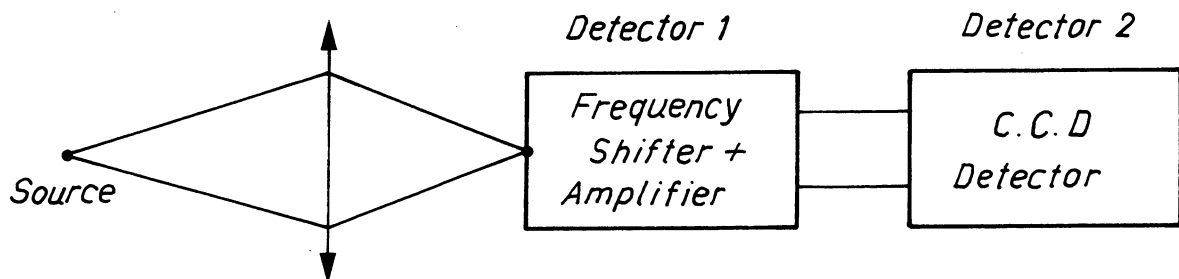 Detector 1
Detector 2
Source
Frequency
Shifter +
Amplifier
C.C.D
Detector